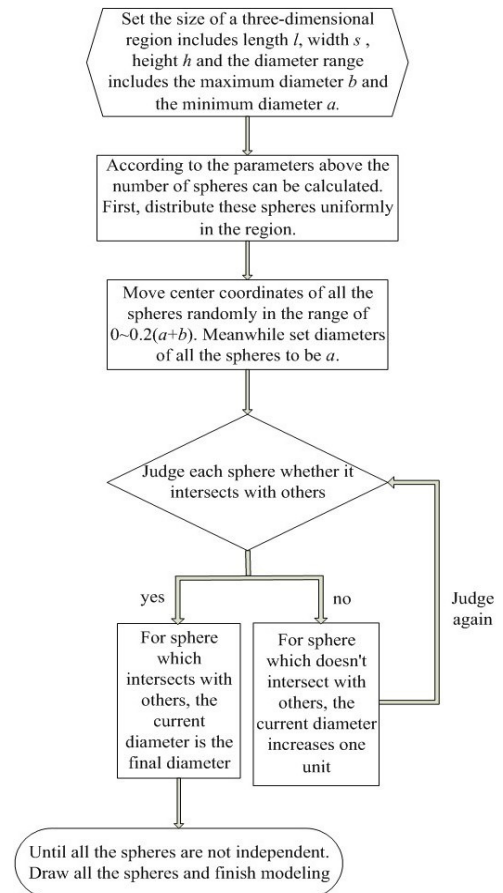 Set the size of a three-dimensional
region includes length l, width s ,
height h and the diameter range
includes the maximum diameter b and
the minimum diameter a.
According to the parameters above the
number of spheres can be calculated.
First, distribute these spheres uniformly
in the region.
Move center coordinates of all the
spheres randomly in the range of
0~0.2(a+b). Meanwhile set diameters
of all the spheres to be a.
Judge each sphere whether it
intersects with others
yes
no
Judge
again
For sphere
which
intersects with
others, the
current
diameter is the
final diameter
For sphere
which doesn't
intersect with
others, the
current diameter
increases one
unit
Until all the spheres are not independent.
Draw all the spheres and finish modeling